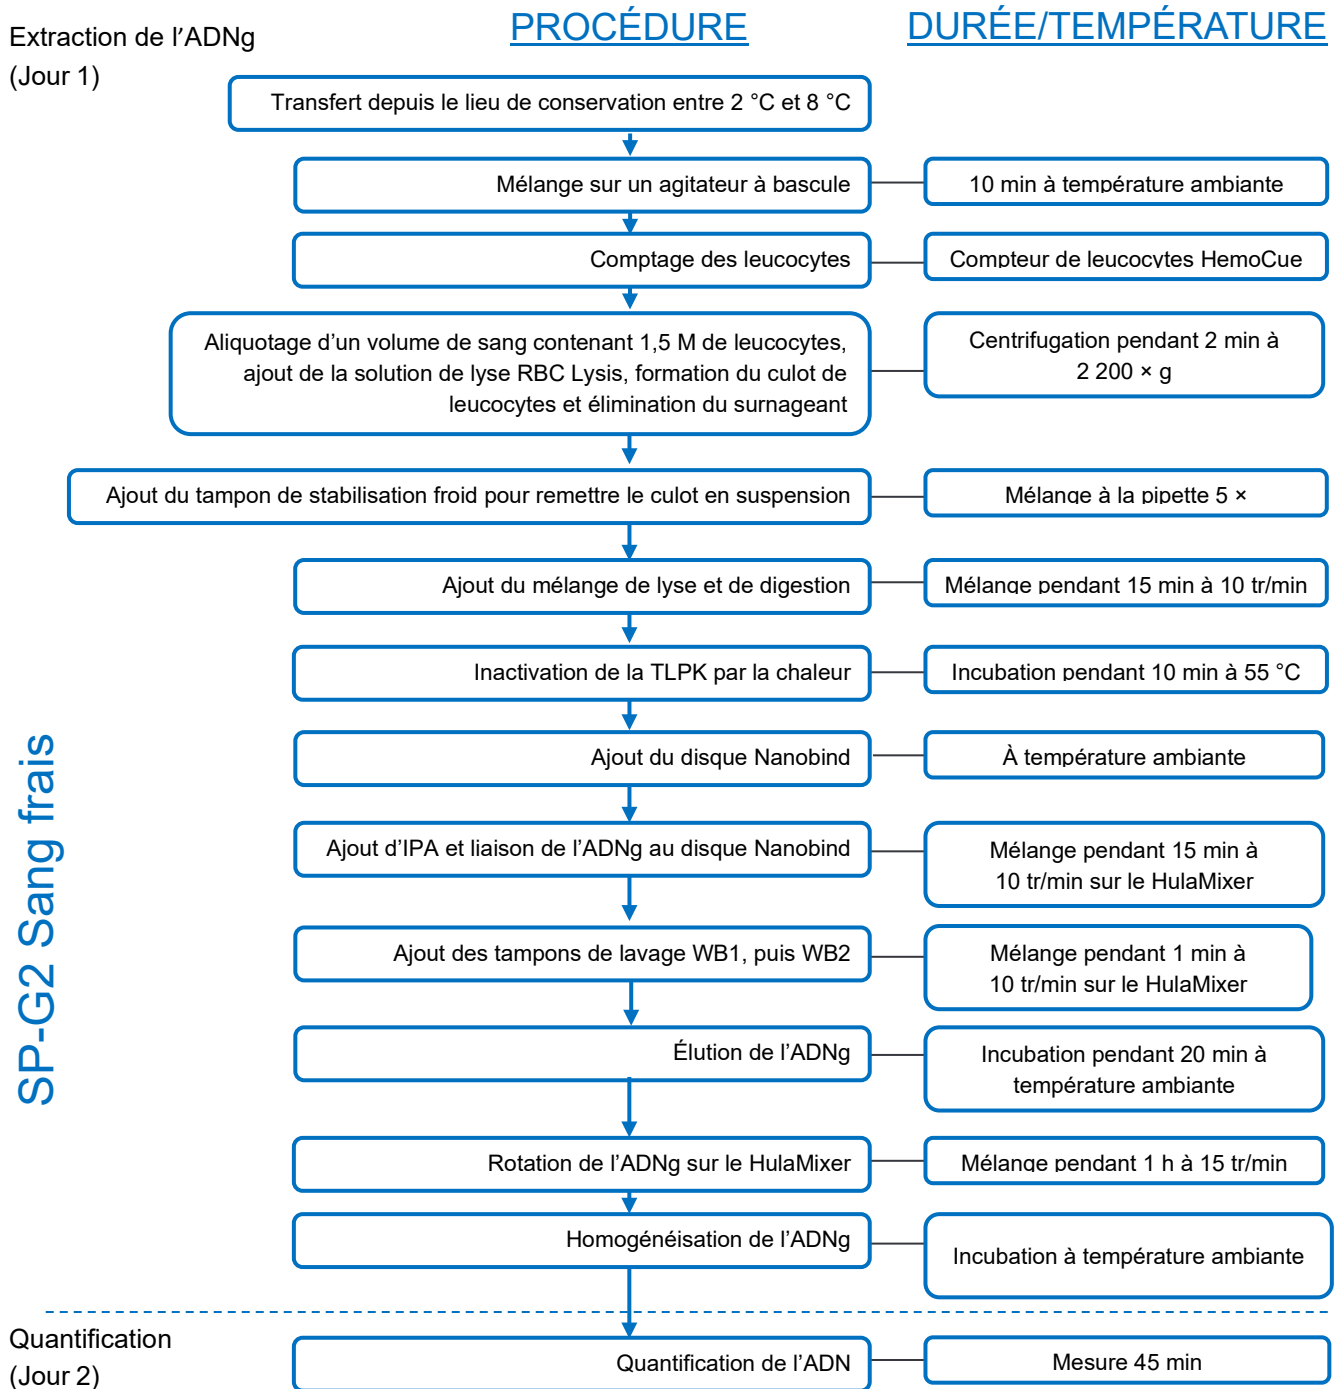 Extraction de l'ADNg
(Jour 1)
PROCÉDURE
DURÉE/TEMPÉRATURE
Transfert depuis le lieu de conservation entre 2 °C et 8 °C
Mélange sur un agitateur à bascule
10 min à température ambiante
Comptage des leucocytes
Compteur de leucocytes HemoCue
Aliquotage d’un volume de sang contenant 1,5 M de leucocytes,
ajout de la solution de lyse RBC Lysis, formation du culot de
leucocytes et élimination du surnageant
Centrifugation pendant 2 min à
2 200 × g
Ajout du tampon de stabilisation froid pour remettre le culot en suspension
Mélange à la pipette 5 ×
Ajout du mélange de lyse et de digestion
Mélange pendant 15 min à 10 tr/min
Inactivation de la TLPK par la chaleur
Incubation pendant 10 min à 55 °C
Ajout du disque Nanobind
À température ambiante
Ajout d’IPA et liaison de l’ADNg au disque Nanobind
Mélange pendant 15 min à
10 tr/min sur le HulaMixer
Ajout des tampons de lavage WB1, puis WB2
Mélange pendant 1 min à
10 tr/min sur le HulaMixer
Élution de l’ADNg
Incubation pendant 20 min à
température ambiante
Rotation de l’ADNg sur le HulaMixer
Mélange pendant 1 h à 15 tr/min
Homogénéisation de l’ADNg
Incubation à température ambiante
SP-G2 Sang frais
Quantification
(Jour 2)
Quantification de l’ADN
Mesure 45 min